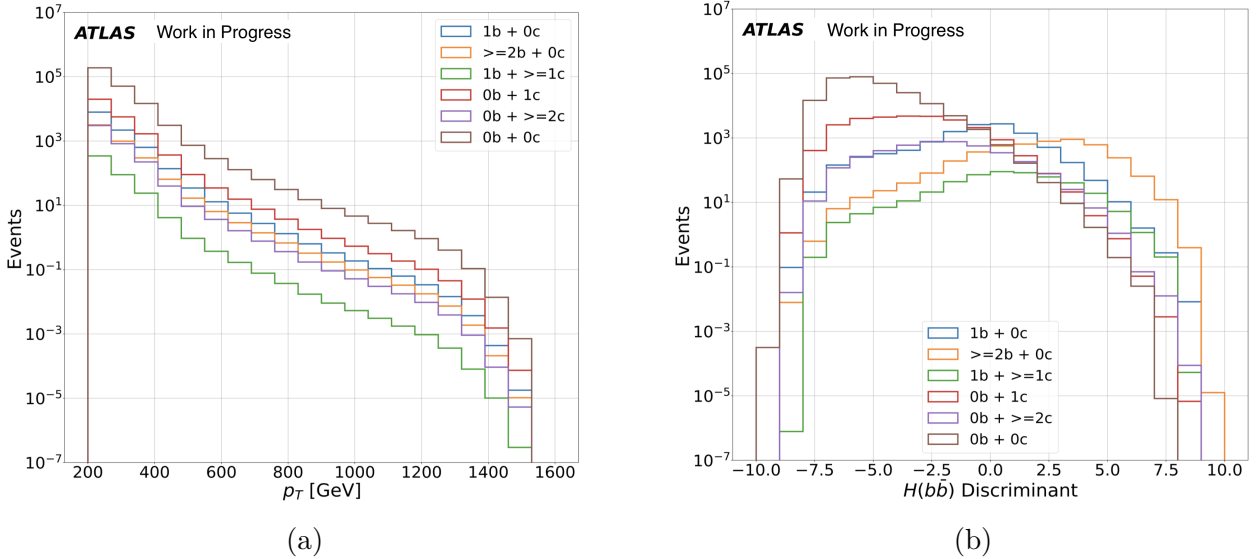 ATLAS Work in Progress
1b + 0c
>=2b + 0c
1b + >=1c
0b + 1c
0b + >=2c
0b + 0c
Events
10^7
10^5
10^3
10^1
10^−1
10^−3
10^−5
10^−7
200 400 600 800 1000 1200 1400 1600
p_T [GeV]
(a)
ATLAS Work in Progress
Events
10^7
10^5
10^3
10^1
10^−1
10^−3
10^−5
10^−7
1b + 0c
>=2b + 0c
1b + >=1c
0b + 1c
0b + >=2c
0b + 0c
−10.0 −7.5 −5.0 −2.5 0.0 2.5 5.0 7.5 10.0
H(bb̄) Discriminant
(b)